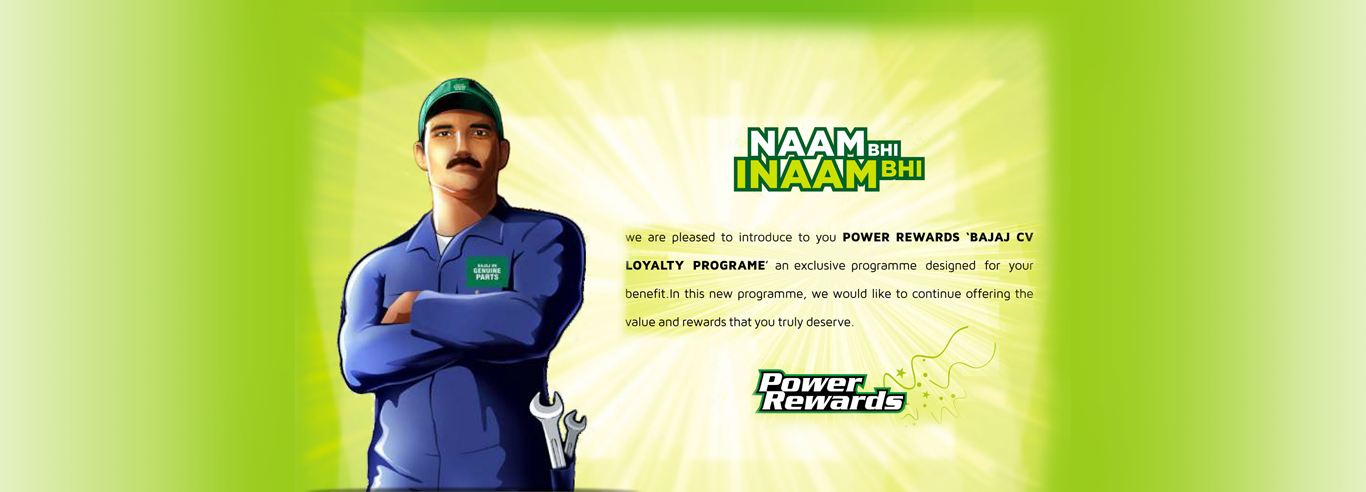 NAAM BHI
INAAM BHI
we are pleased to introduce to you POWER REWARDS ‘BAJAJ CV
LOYALTY PROGRAME’ an exclusive programme designed for your
benefit.In this new programme, we would like to continue offering the
value and rewards that you truly deserve.
GENUINE
PARTS
Power
Rewards